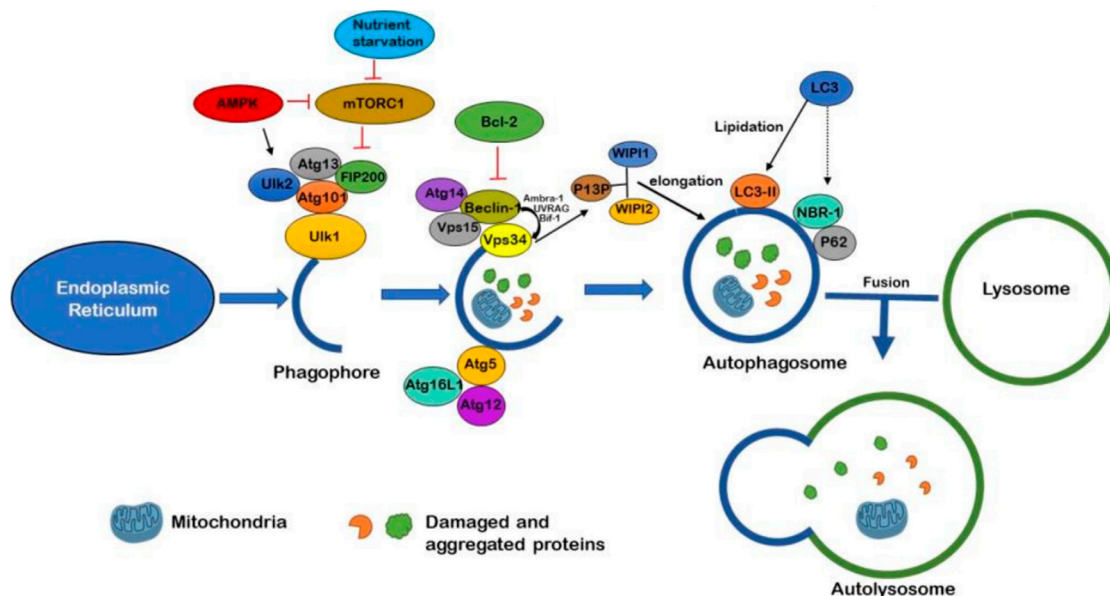 Nutrient
starvation
AMPK
mTORC1
Bcl-2
LC3
Lipidation
Atg13
Ulk2
FIP200
Atg101
Ulk1
Atg14
Beclin-1
Vps15
Vps34
Ambra-1
UVRAG
Bif-1
P13P
WIPI1
WIPI2
elongation
LC3-II
NBR-1
P62
Endoplasmic
Reticulum
Phagophore
Atg5
Atg16L1
Atg12
Autophagosome
Fusion
Lysosome
Mitochondria
Damaged and
aggregated proteins
Autolysosome